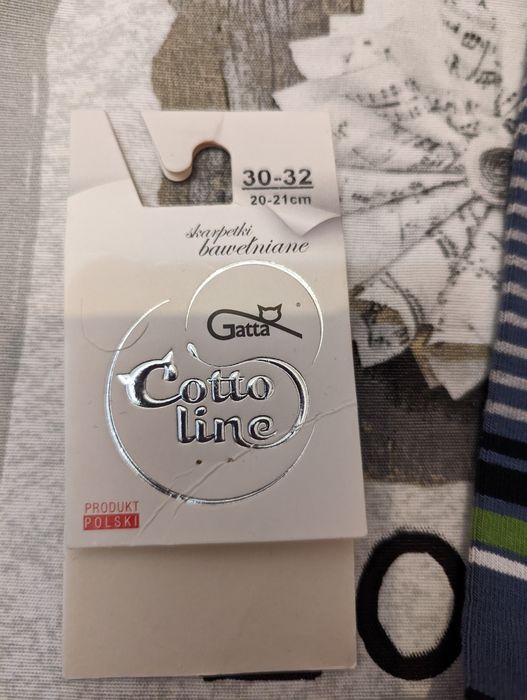 30-32
20-21cm
skarpetki
bawełniane
Gatta®
Cotto
line
PRODUKT
POLSKI